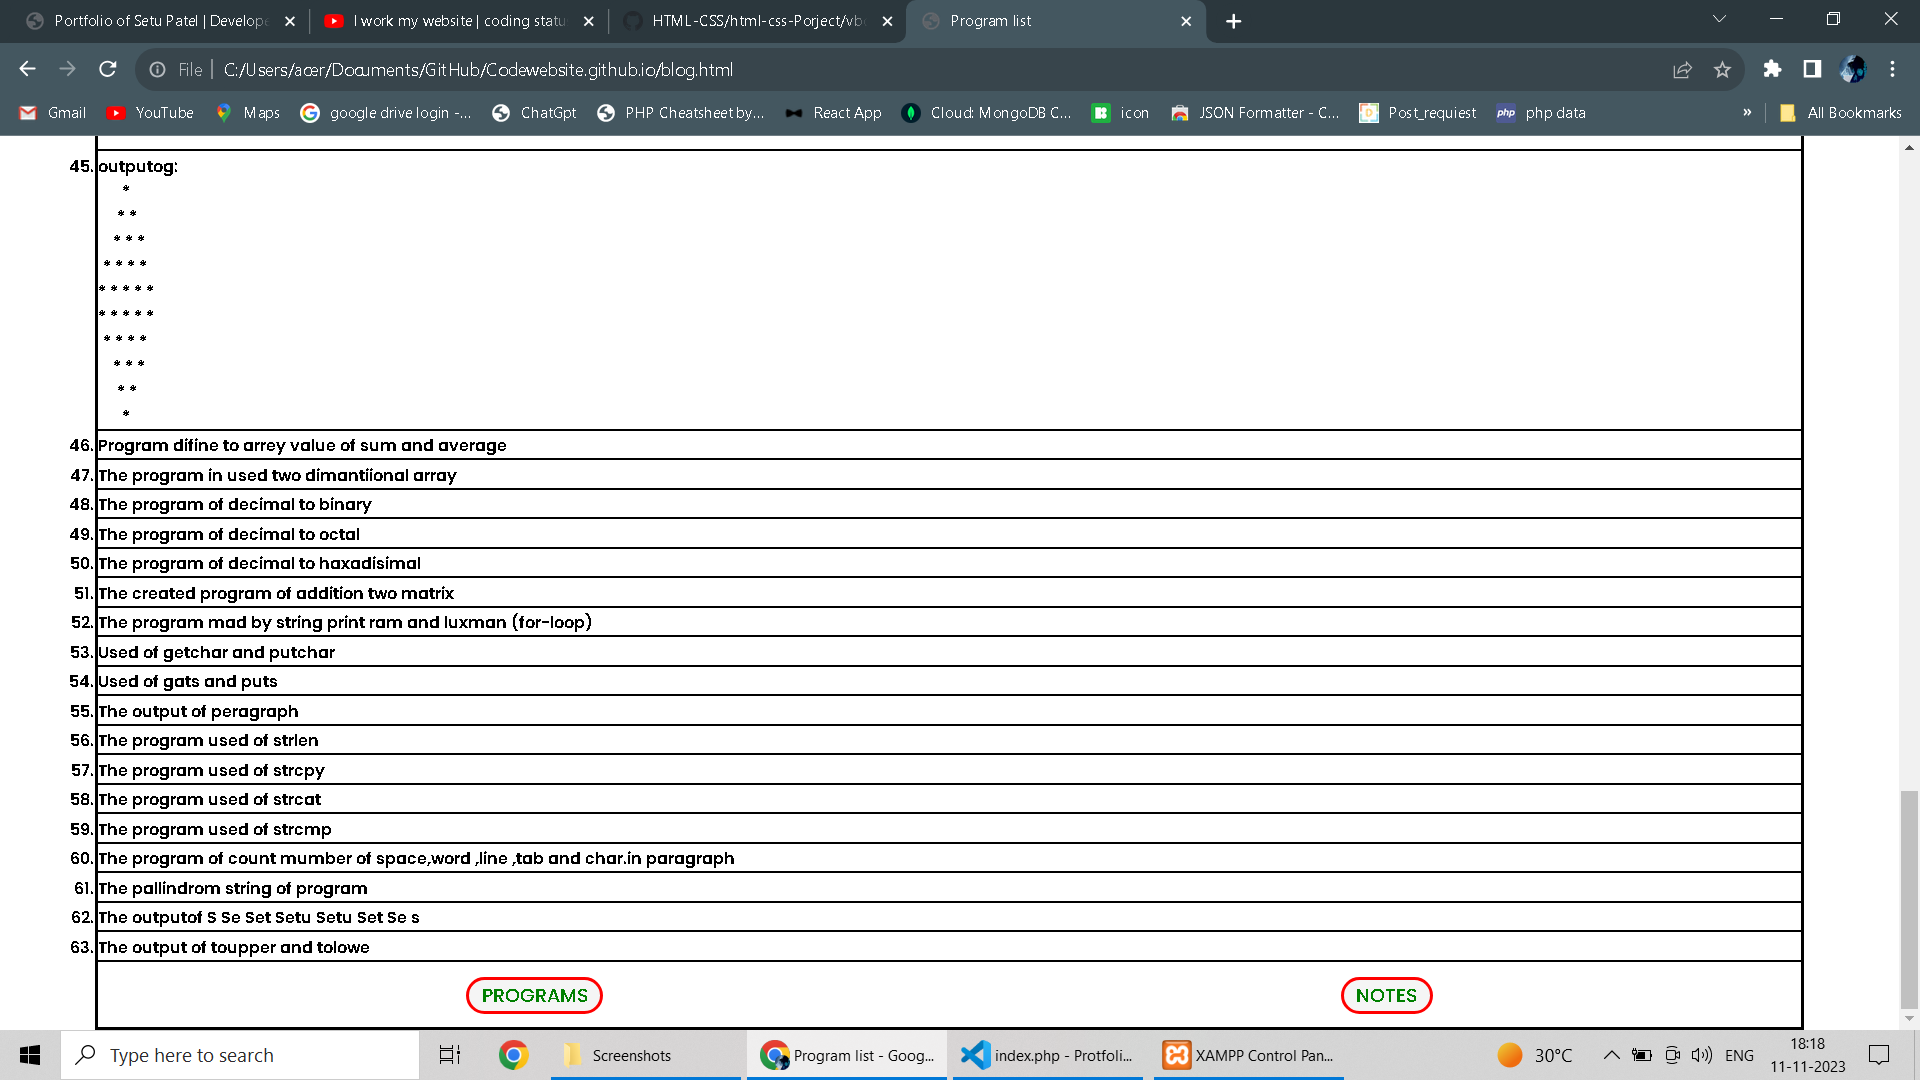 Portfolio of Setu Patel | Develope
I work my website | coding statu
HTML-CSS/html-css-Porject/vbo
Program list
File
C:/Users/acer/Documents/GitHub/Codewebsite.github.io/blog.html
Gmail
YouTube
Maps
google drive login -...
ChatGpt
PHP Cheatsheet by...
React App
Cloud: MongoDB C...
icon
JSON Formatter - C...
Post_requiest
php
php data
»
All Bookmarks
45. outputog:
*
* *
* * *
* * * *
* * * * *
* * * * *
* * * *
* * *
* *
*
46. Program difine to arrey value of sum and average
47. The program in used two dimantiional array
48. The program of decimal to binary
49. The program of decimal to octal
50. The program of decimal to haxadisimal
51. The created program of addition two matrix
52. The program mad by string print ram and luxman (for-loop)
53. Used of getchar and putchar
54. Used of gats and puts
55. The output of peragraph
56. The program used of strlen
57. The program used of strcpy
58. The program used of strcat
59. The program used of strcmp
60. The program of count mumber of space,word ,line ,tab and char.in paragraph
61. The pallindrom string of program
62. The outputof S Se Set Setu Setu Set Se s
63. The output of toupper and tolowe
PROGRAMS
NOTES
Type here to search
Screenshots
Program list - Goog...
index.php - Protfoli...
XAMPP Control Pan...
30°C
ENG
18:18
11-11-2023